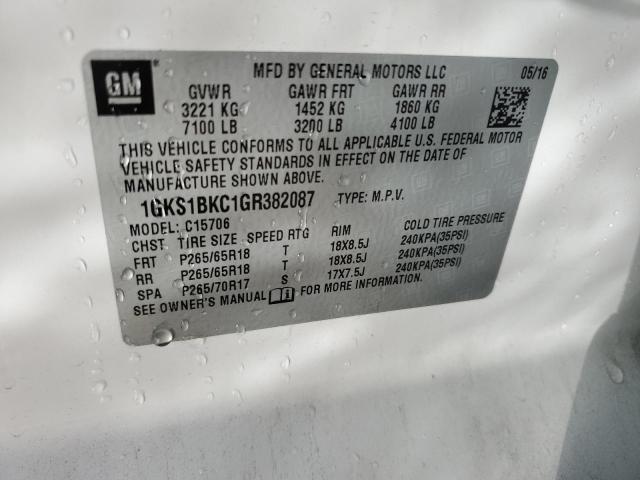 GM
MFD BY GENERAL MOTORS LLC 05/16
GVWR GAWR FRT GAWR RR
3221 KG 1452 KG 1860 KG
7100 LB 3200 LB 4100 LB
THIS VEHICLE CONFORMS TO ALL APPLICABLE U.S. FEDERAL MOTOR
VEHICLE SAFETY STANDARDS IN EFFECT ON THE DATE OF
MANUFACTURE SHOWN ABOVE.
1GKS1BKC1GR382087 TYPE: M.P.V.
MODEL: C15706
CHST TIRE SIZE SPEED RTG RIM COLD TIRE PRESSURE
FRT P265/65R18 T 18X8.5J 240KPA(35PSI)
RR P265/65R18 T 18X8.5J 240KPA(35PSI)
SPA P265/70R17 S 17X7.5J 240KPA(35PSI)
SEE OWNER'S MANUAL FOR MORE INFORMATION.